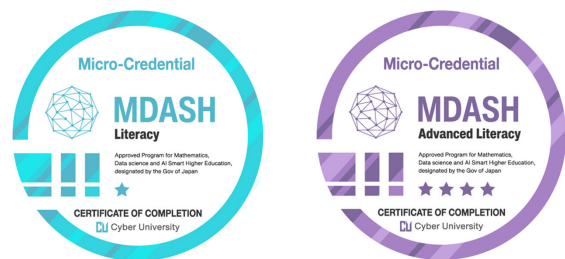 Micro-Credential
MDASH
Literacy
Approved Program for Mathematics,
Data science and AI Smart Higher Education,
designated by the Gov of Japan
CERTIFICATE OF COMPLETION
Cyber University
Micro-Credential
MDASH
Advanced Literacy
Approved Program for Mathematics,
Data science and AI Smart Higher Education,
designated by the Gov of Japan
CERTIFICATE OF COMPLETION
Cyber University